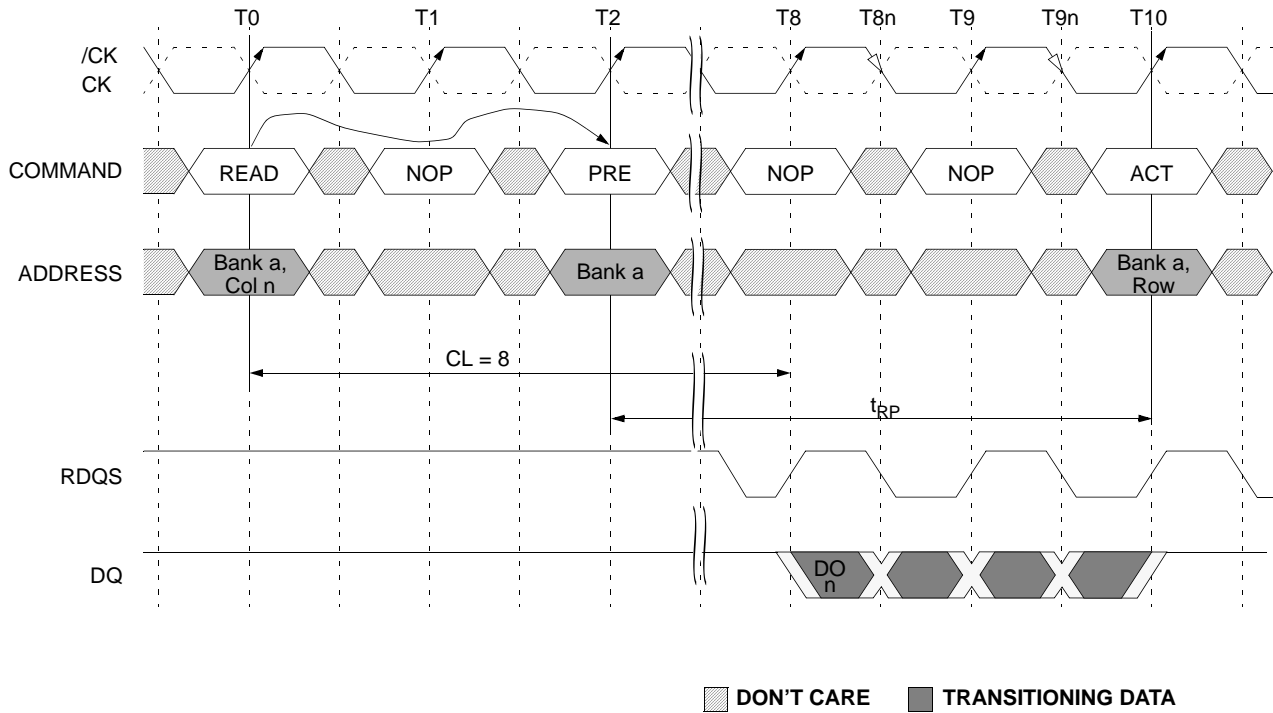 T0 T1 T2 T8 T8n T9 T9n T10
/CK
CK
COMMAND READ NOP PRE NOP NOP ACT
ADDRESS Bank a, Col n Bank a Bank a, Row
CL = 8
tRP
RDQS
DQ DO n
DON'T CARE TRANSITIONING DATA